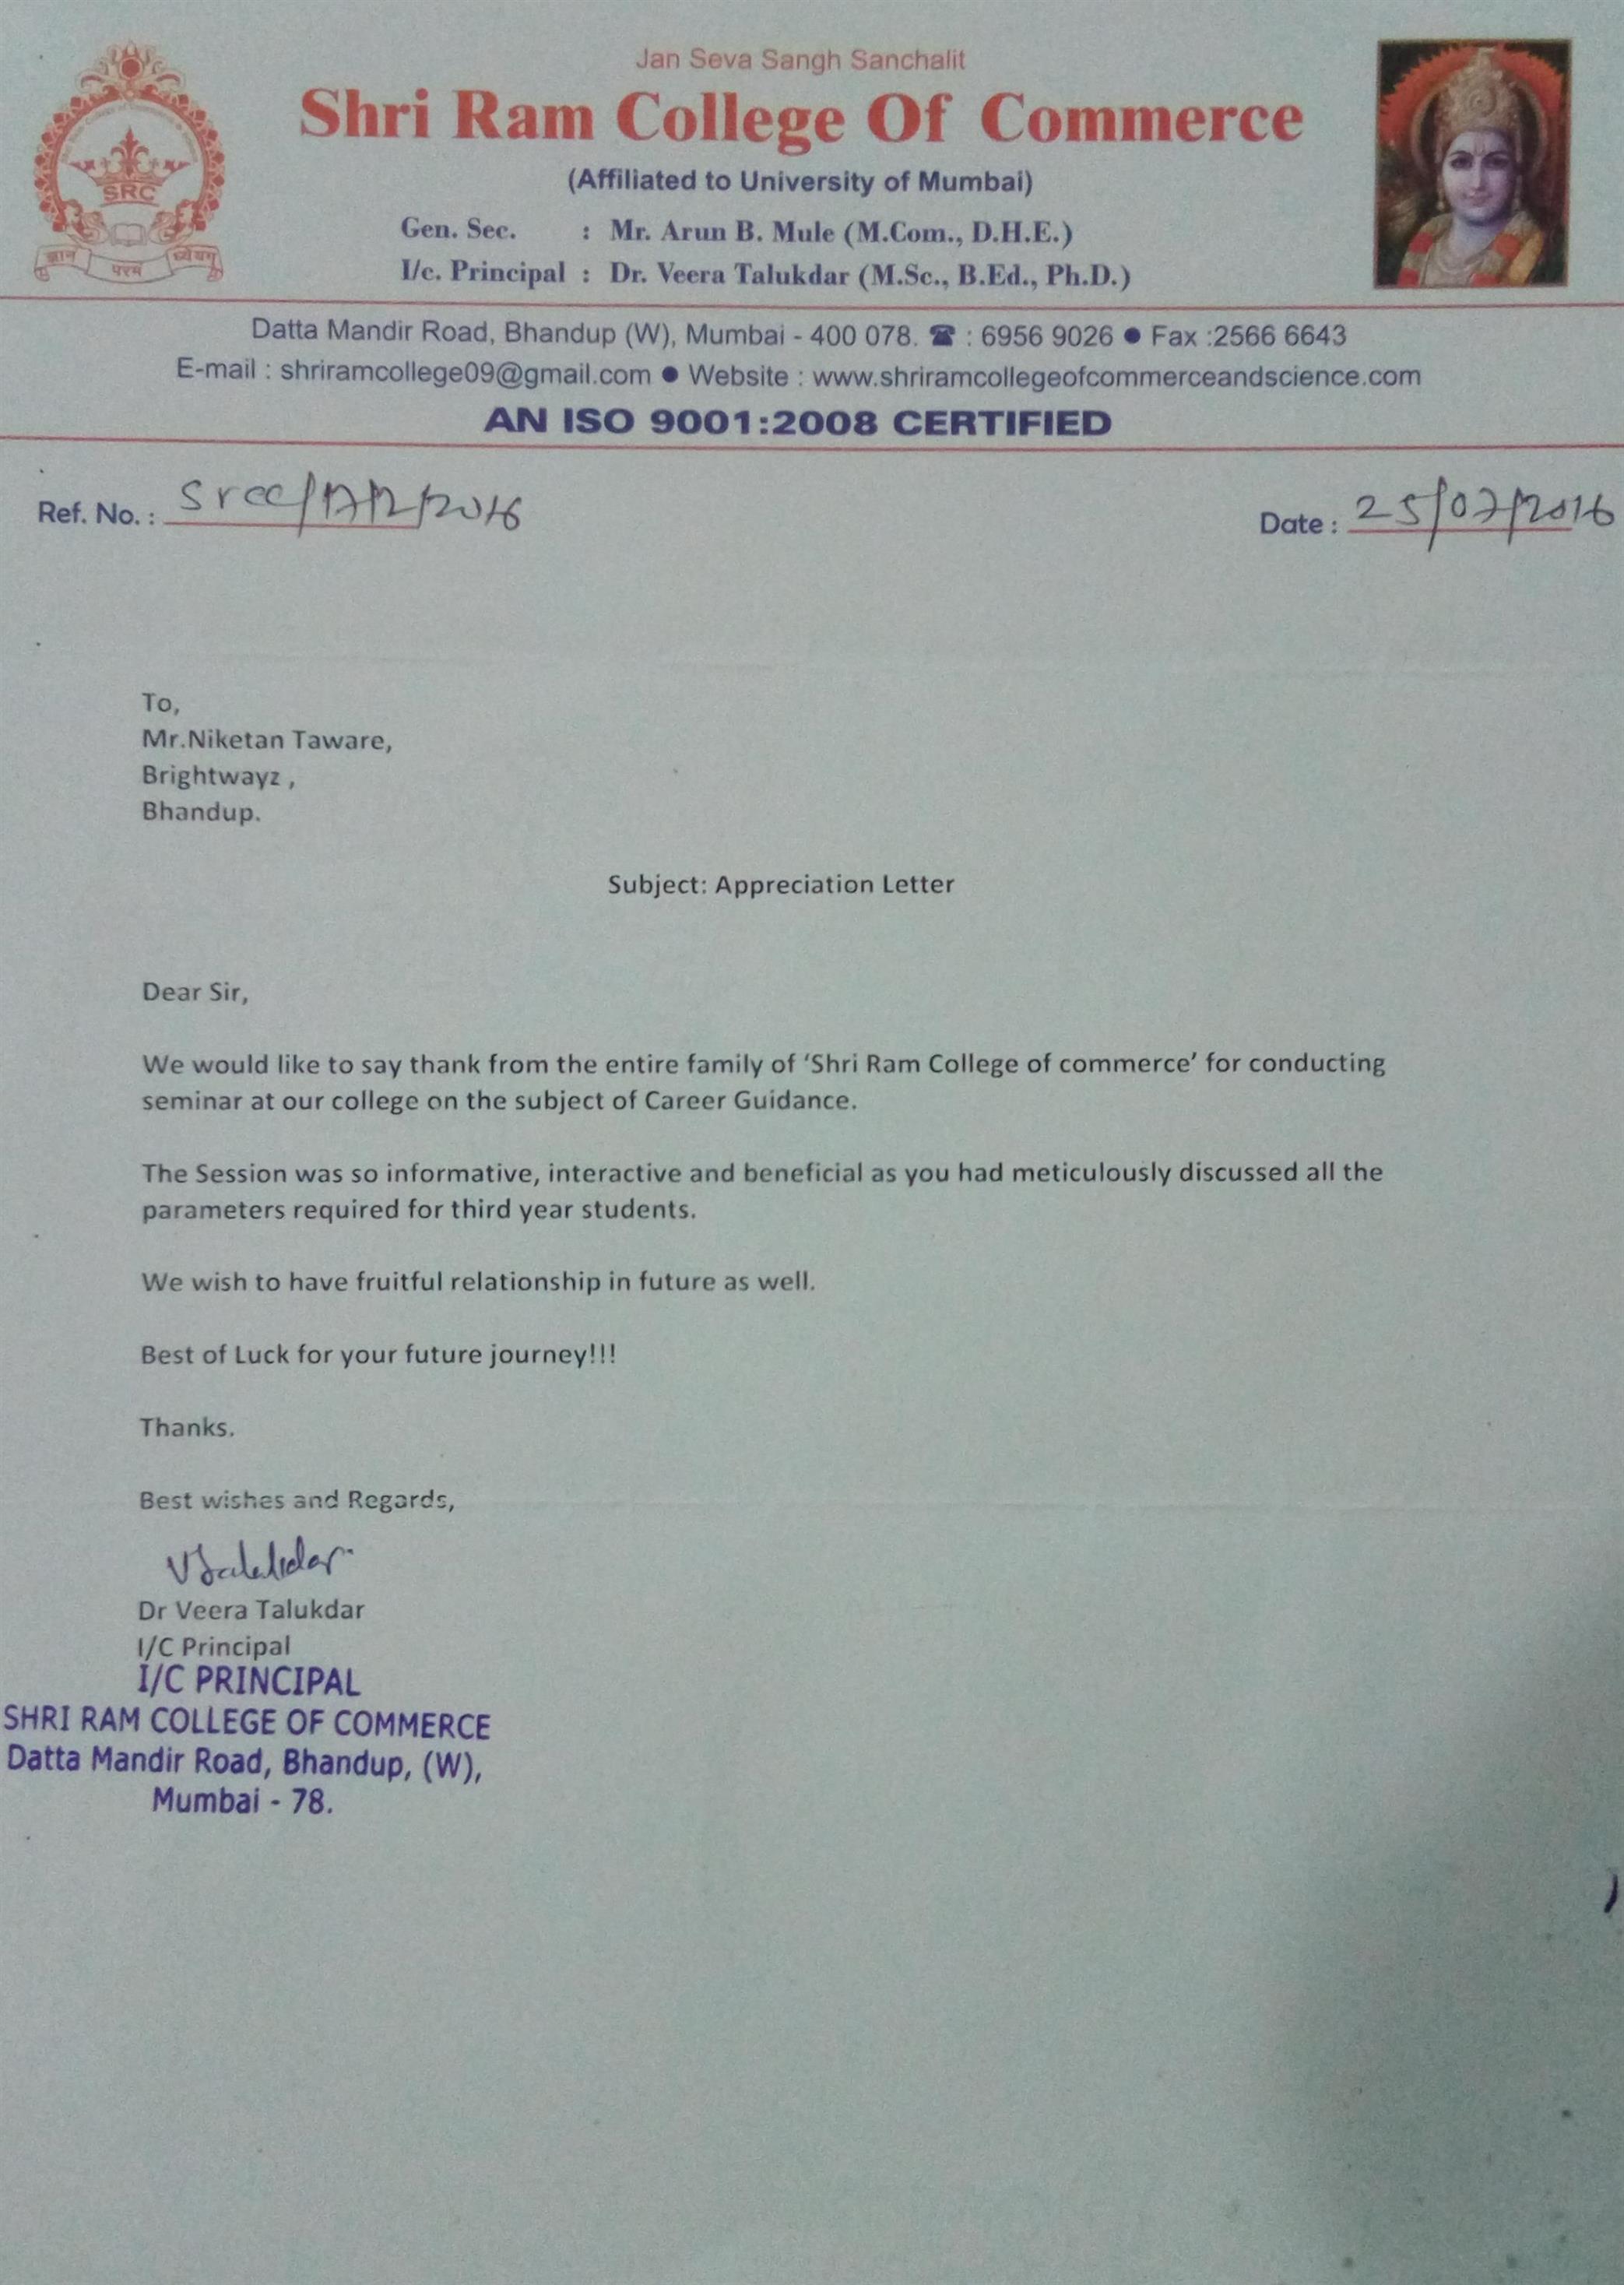 Jan Seva Sangh Sanchalit
Shri Ram College Of Commerce
(Affiliated to University of Mumbai)
Gen. Sec. : Mr. Arun B. Mule (M.Com., D.H.E.)
I/c. Principal : Dr. Veera Talukdar (M.Sc., B.Ed., Ph.D.)
SRC
ज्ञान परम ध्येयम्
Datta Mandir Road, Bhandup (W), Mumbai - 400 078. ☎ : 6956 9026 ● Fax :2566 6643
E-mail : shriramcollege09@gmail.com ● Website : www.shriramcollegeofcommerceandscience.com
AN ISO 9001:2008 CERTIFIED
Ref. No. : /2016
Date : 25/07/2016
To,
Mr.Niketan Taware,
Brightwayz ,
Bhandup.
Subject: Appreciation Letter
Dear Sir,
We would like to say thank from the entire family of ‘Shri Ram College of commerce’ for conducting
seminar at our college on the subject of Career Guidance.
The Session was so informative, interactive and beneficial as you had meticulously discussed all the
parameters required for third year students.
We wish to have fruitful relationship in future as well.
Best of Luck for your future journey!!!
Thanks.
Best wishes and Regards,
VTalukdar
Dr Veera Talukdar
I/C Principal
I/C PRINCIPAL
SHRI RAM COLLEGE OF COMMERCE
Datta Mandir Road, Bhandup, (W),
Mumbai - 78.